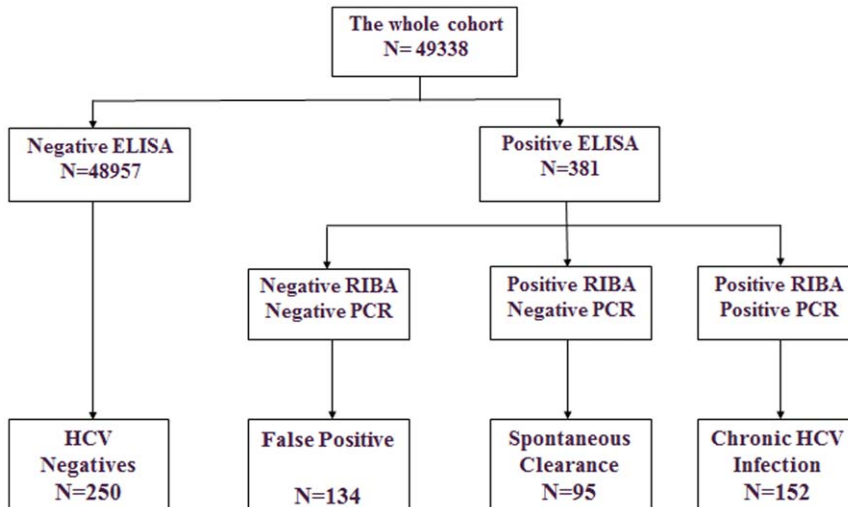 The whole cohort
N= 49338
Negative ELISA
N=48957
Positive ELISA
N=381
Negative RIBA
Negative PCR
Positive RIBA
Negative PCR
Positive RIBA
Positive PCR
HCV
Negatives
N=250
False Positive
N=134
Spontaneous
Clearance
N=95
Chronic HCV
Infection
N=152